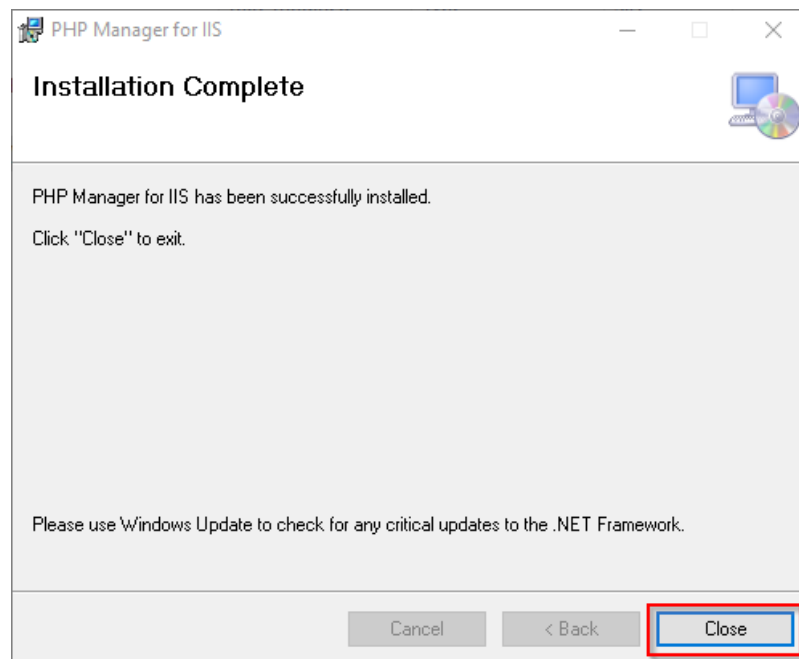 PHP Manager for IIS
Installation Complete
PHP Manager for IIS has been successfully installed.
Click "Close" to exit.
Please use Windows Update to check for any critical updates to the .NET Framework.
Cancel
< Back
Close